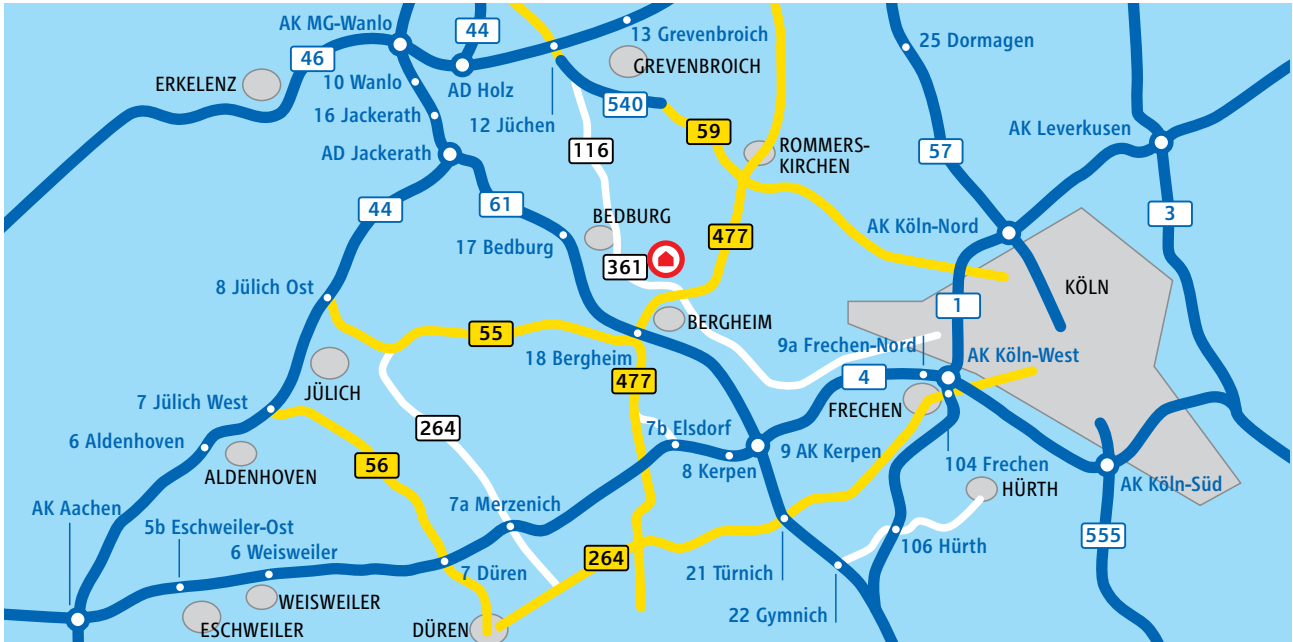 AK MG-Wanlo
44
13 Grevenbroich
25 Dormagen
46
GREVENBROICH
ERKELENZ
10 Wanlo
AD Holz
540
16 Jackerath
12 Jüchen
59
AK Leverkusen
AD Jackerath
116
ROMMERS-
KIRCHEN
57
44
61
BEDBURG
3
17 Bedburg
477
AK Köln-Nord
361
8 Jülich Ost
KÖLN
1
BERGHEIM
55
18 Bergheim
9a Frechen-Nord
AK Köln-West
477
4
JÜLICH
FRECHEN
7 Jülich West
264
7b Elsdorf
6 Aldenhoven
9 AK Kerpen
56
8 Kerpen
104 Frechen
ALDENHOVEN
HÜRTH
AK Köln-Süd
AK Aachen
7a Merzenich
5b Eschweiler-Ost
555
6 Weisweiler
106 Hürth
264
7 Düren
21 Türnich
WEISWEILER
22 Gymnich
ESCHWEILER
DÜREN